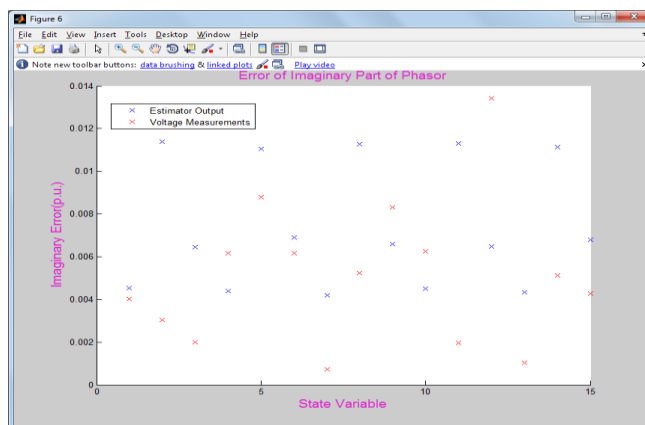 Figure 6
File Edit View Insert Tools Desktop Window Help
Note new toolbar buttons: data brushing & linked plots Play video
Error of Imaginary Part of Phasor
0.014
Estimator Output
Voltage Measurements
0.012
0.01
0.008
0.006
0.004
0.002
0
Imaginary Error(p.u.)
0 5 10 15
State Variable